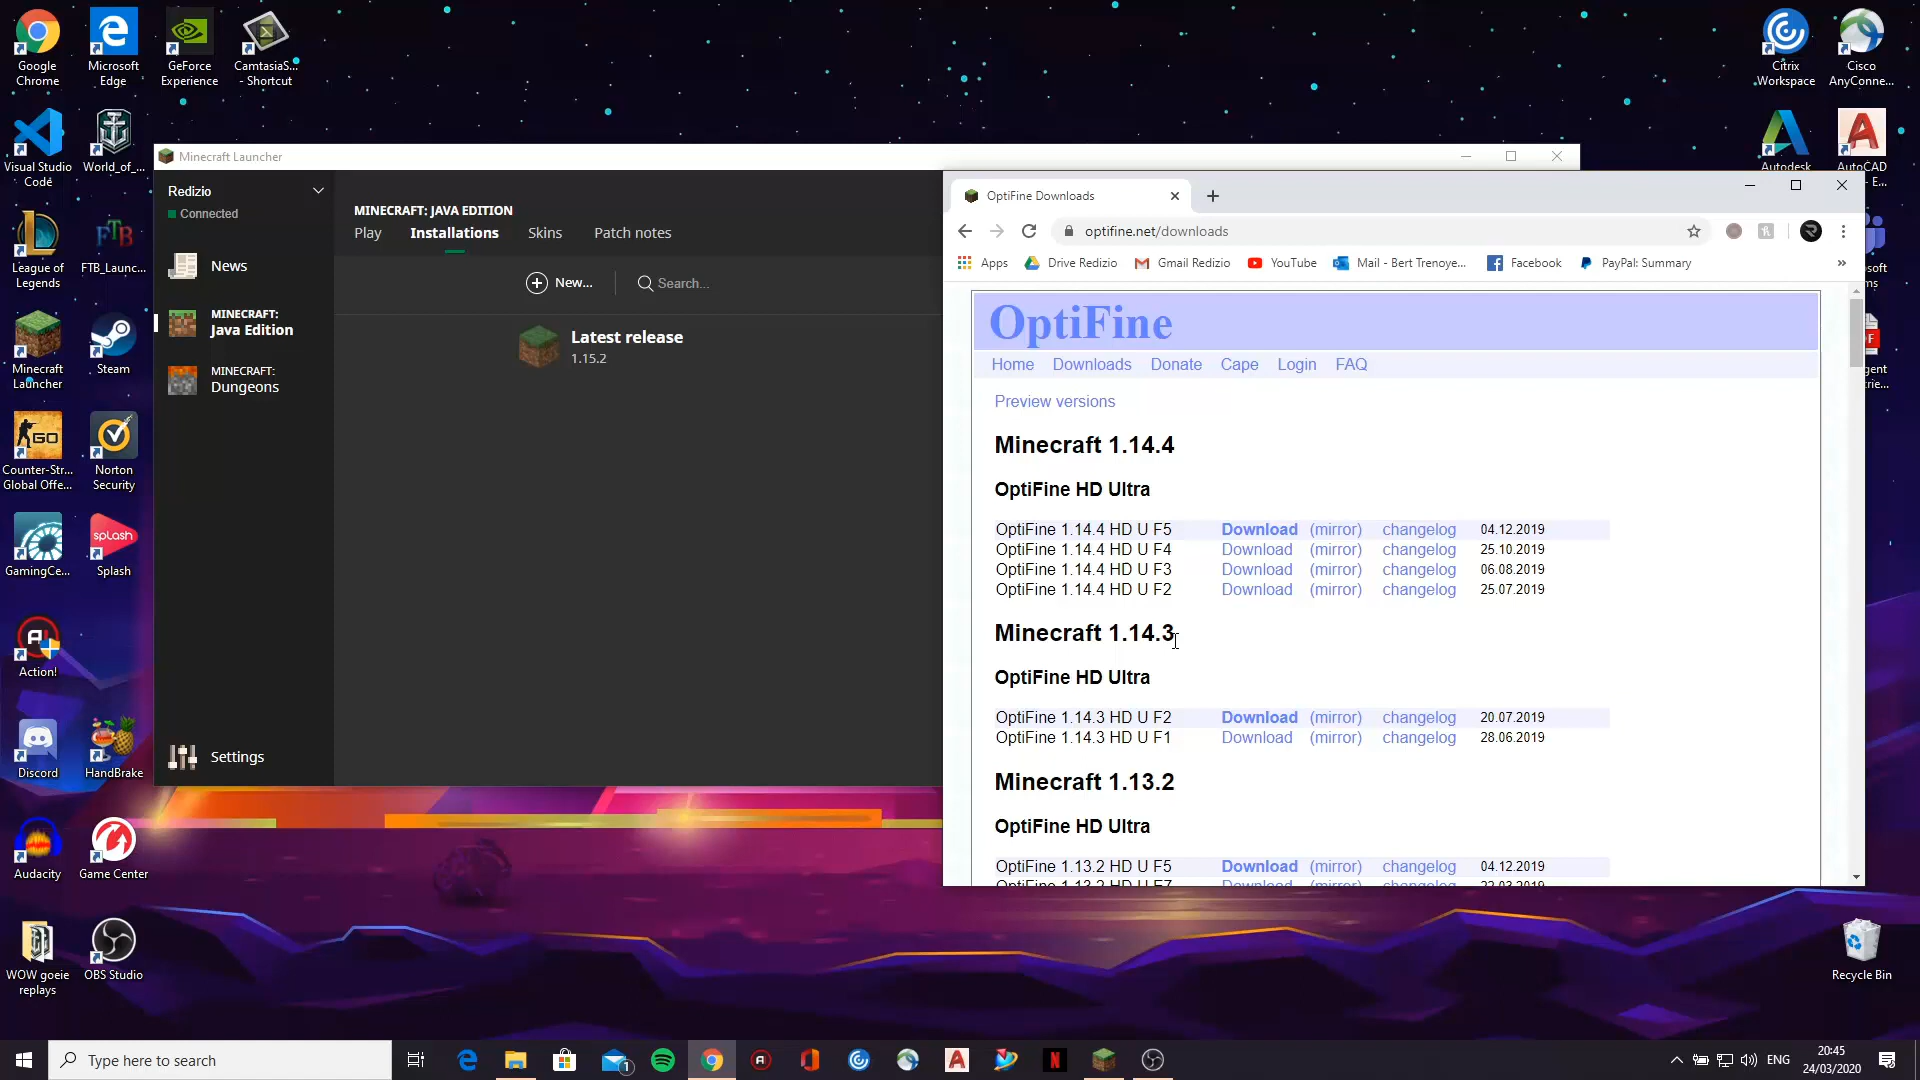 Google
Chrome
Microsoft
Edge
GeForce
Experience
CamtasiaS...
- Shortcut
Citrix
Workspace
Cisco
AnyConne...
Visual Studio
Code
World_of_...
Autodesk
AutoCAD
- E...
League of
Legends
FTB_Launc...
Minecraft
Launcher
Steam
GO
Counter-Str...
Global Offe...
Norton
Security
GamingCe...
splash
Splash
Action!
Discord
HandBrake
Audacity
Game Center
WOW goeie
replays
OBS Studio
Recycle Bin
Minecraft Launcher
Redizio
Connected
News
MINECRAFT:
Java Edition
MINECRAFT:
Dungeons
Settings
MINECRAFT: JAVA EDITION
Play Installations Skins Patch notes
New... Search...
Latest release
1.15.2
OptiFine Downloads
optifine.net/downloads
Apps Drive Redizio Gmail Redizio YouTube Mail - Bert Trenoye... Facebook PayPal: Summary
OptiFine
Home Downloads Donate Cape Login FAQ
Preview versions
Minecraft 1.14.4
OptiFine HD Ultra
OptiFine 1.14.4 HD U F5 Download (mirror) changelog 04.12.2019
OptiFine 1.14.4 HD U F4 Download (mirror) changelog 25.10.2019
OptiFine 1.14.4 HD U F3 Download (mirror) changelog 06.08.2019
OptiFine 1.14.4 HD U F2 Download (mirror) changelog 25.07.2019
Minecraft 1.14.3
OptiFine HD Ultra
OptiFine 1.14.3 HD U F2 Download (mirror) changelog 20.07.2019
OptiFine 1.14.3 HD U F1 Download (mirror) changelog 28.06.2019
Minecraft 1.13.2
OptiFine HD Ultra
OptiFine 1.13.2 HD U F5 Download (mirror) changelog 04.12.2019
Type here to search
ENG
20:45
24/03/2020